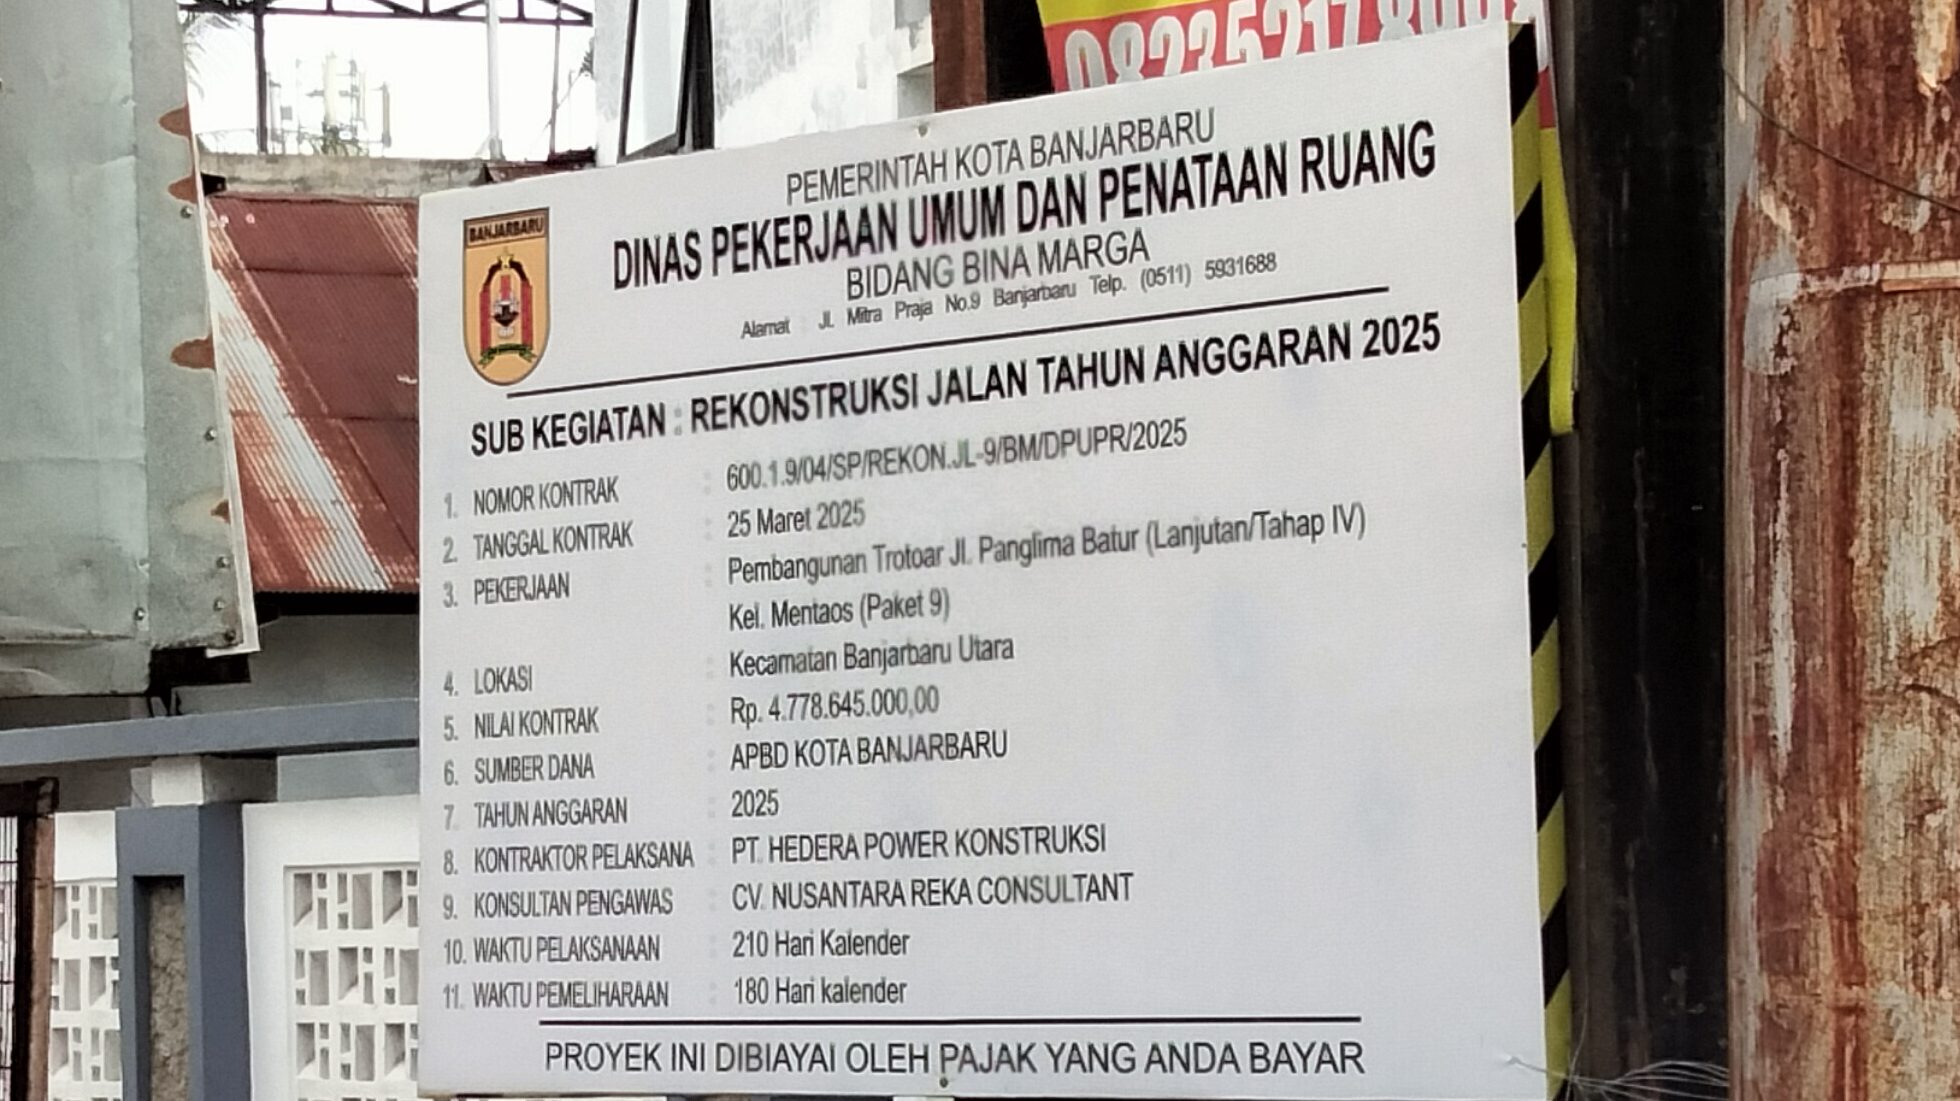 0823521780
PEMERINTAH KOTA BANJARBARU
DINAS PEKERJAAN UMUM DAN PENATAAN RUANG
BIDANG BINA MARGA
Alamat : Jl. Mitra Praja No.9 Banjarbaru Telp. (0511) 5931688
BANJARBARU
SUB KEGIATAN : REKONSTRUKSI JALAN TAHUN ANGGARAN 2025
1. NOMOR KONTRAK : 600.1.9/04/SP/REKON.JL-9/BM/DPUPR/2025
2. TANGGAL KONTRAK : 25 Maret 2025
3. PEKERJAAN : Pembangunan Trotoar Jl. Panglima Batur (Lanjutan/Tahap IV)
Kel. Mentaos (Paket 9)
4. LOKASI : Kecamatan Banjarbaru Utara
5. NILAI KONTRAK : Rp. 4.778.645.000,00
6. SUMBER DANA : APBD KOTA BANJARBARU
7. TAHUN ANGGARAN : 2025
8. KONTRAKTOR PELAKSANA : PT. HEDERA POWER KONSTRUKSI
9. KONSULTAN PENGAWAS : CV. NUSANTARA REKA CONSULTANT
10. WAKTU PELAKSANAAN : 210 Hari Kalender
11. WAKTU PEMELIHARAAN : 180 Hari kalender
PROYEK INI DIBIAYAI OLEH PAJAK YANG ANDA BAYAR